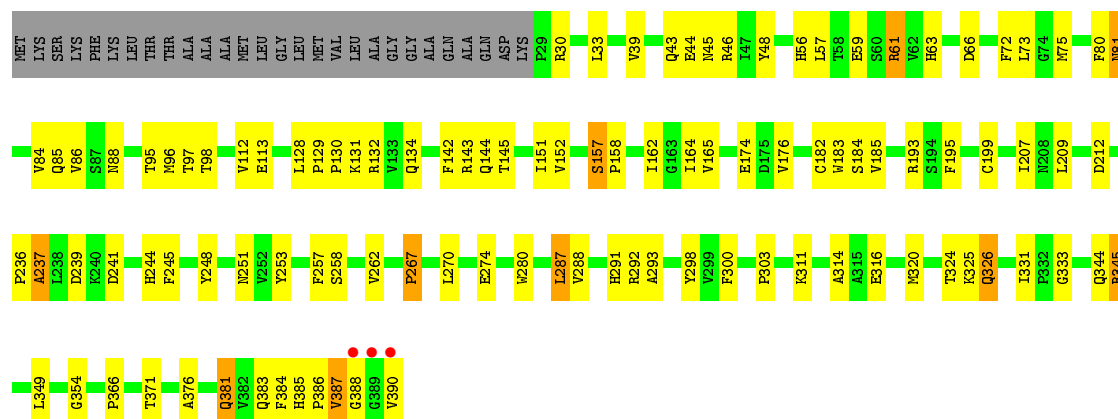 MET LYS SER LYS PHE LYS LEU THR THR ALA ALA ALA MET LEU GLY LEU MET VAL LEU ALA GLY GLY ALA GLN ALA GLN ASP LYS P29 R30 L33 V39 Q43 E44 N45 R46 I47 Y48 H56 L57 T58 E59 S60 R61 V62 H63 D66 F72 L73 G74 M75 F80 N81
V84 Q85 V86 S87 N88 T95 M96 T97 T98 V112 E113 L128 P129 P130 K131 R132 V133 Q134 F142 R143 Q144 T145 I151 V152 S157 P158 I162 G163 I164 V165 E174 D175 V176 C182 W183 S184 V185 R193 S194 F195 C199 I207 N208 L209 D212
P236 A237 L238 D239 K240 D241 H244 F245 Y248 N251 V252 Y253 F257 S258 V262 P267 L270 E274 W280 L287 V288 H291 R292 A293 Y298 V299 F300 P303 K311 A314 A315 E316 M320 T324 K325 Q326 I331 P332 G333 Q344
L349 G354 P366 T371 A376 Q381 V382 Q383 F384 H385 P386 V387 G388 G389 V390